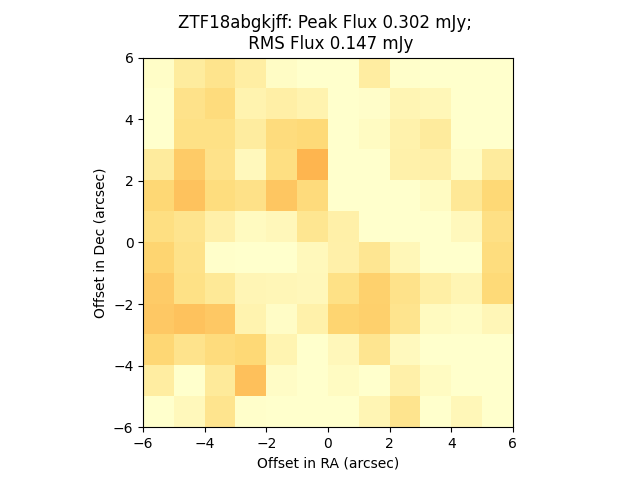 ZTF18abgkjff: Peak Flux 0.302 mJy;
RMS Flux 0.147 mJy
6
4
2
0
−2
−4
−6
Offset in Dec (arcsec)
−6 −4 −2 0 2 4 6
Offset in RA (arcsec)